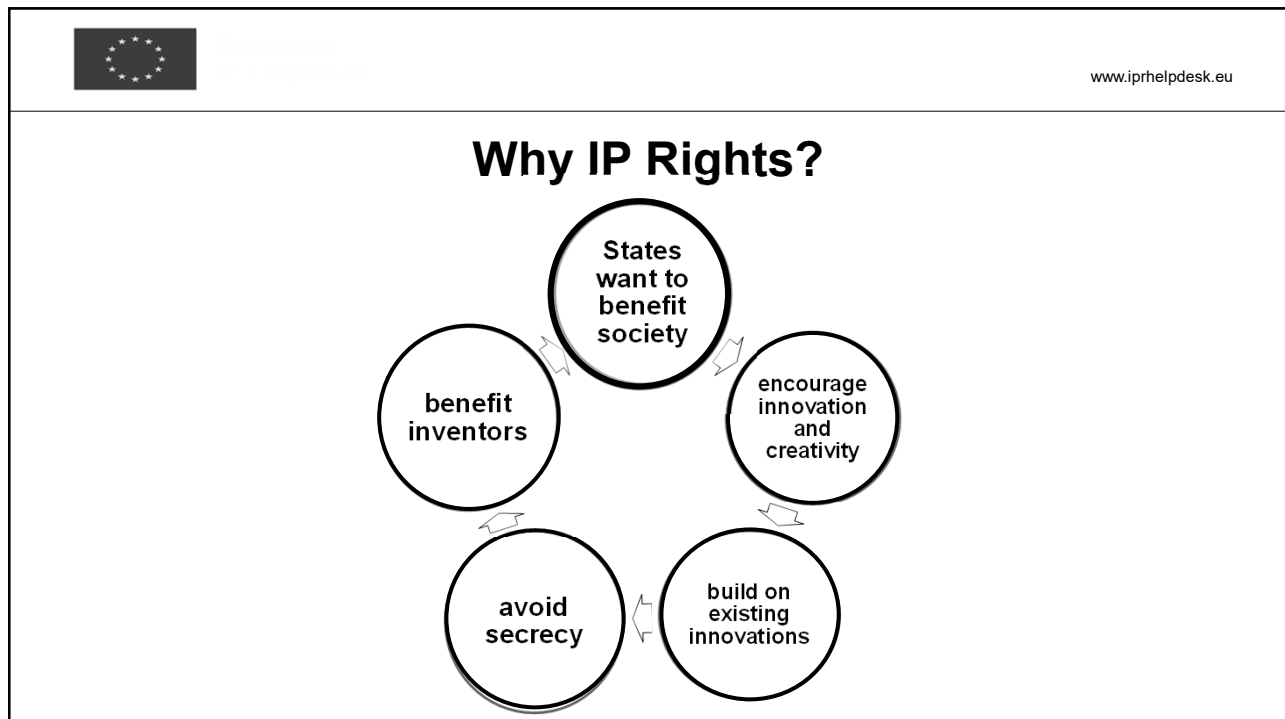 www.iprhelpdesk.eu
Why IP Rights?
States
want to
benefit
society
encourage
innovation
and
creativity
build on
existing
innovations
avoid
secrecy
benefit
inventors